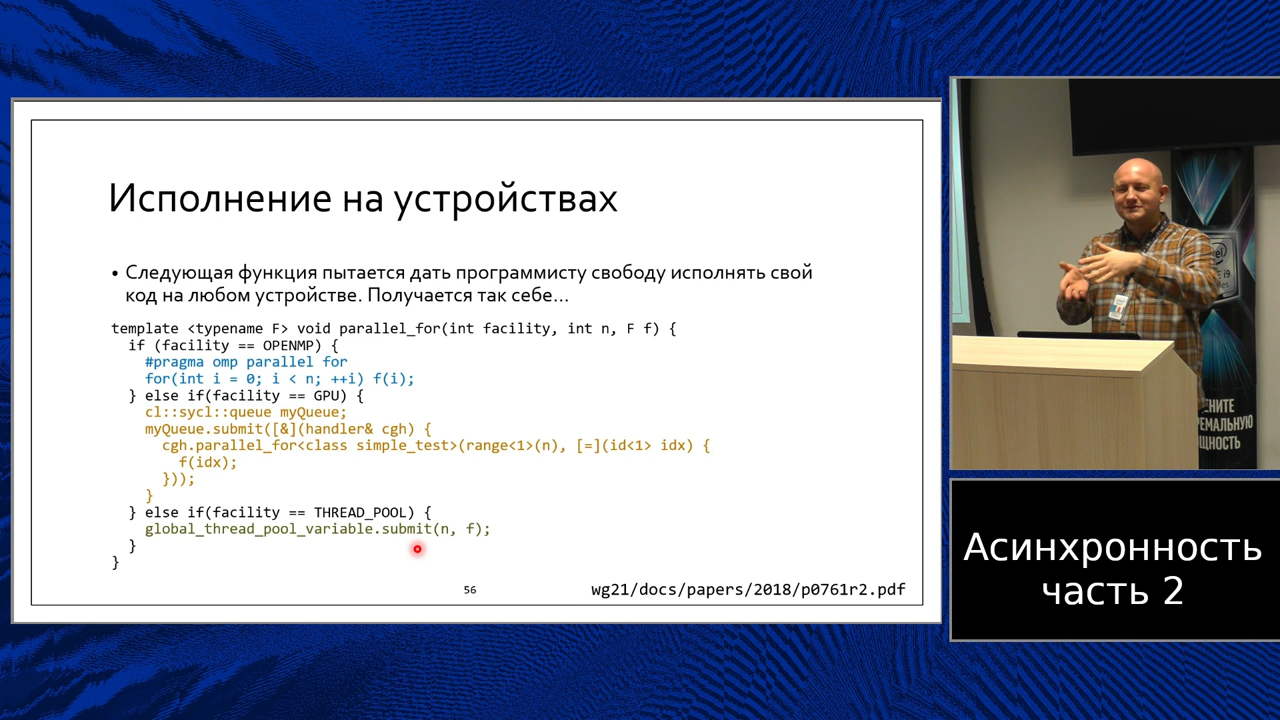 Исполнение на устройствах
• Следующая функция пытается дать программисту свободу исполнять свой
код на любом устройстве. Получается так себе...
template <typename F> void parallel_for(int facility, int n, F f) {
if (facility == OPENMP) {
#pragma omp parallel for
for(int i = 0; i < n; ++i) f(i);
} else if(facility == GPU) {
cl::sycl::queue myQueue;
myQueue.submit([&](handler& cgh) {
cgh.parallel_for<class simple_test>(range<1>(n), [=](id<1> idx) {
f(idx);
}));
}
} else if(facility == THREAD_POOL) {
global_thread_pool_variable.submit(n, f);
}
}
56
wg21/docs/papers/2018/p0761r2.pdf
Асинхронность
часть 2